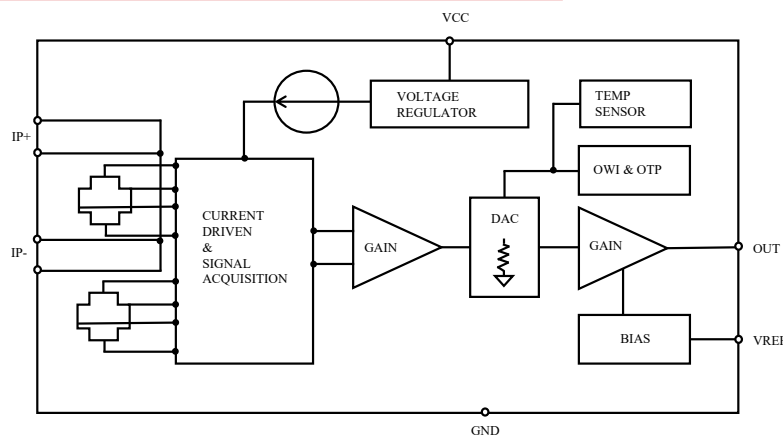 VCC
VOLTAGE
REGULATOR
TEMP
SENSOR
IP+
OWI & OTP
CURRENT
DRIVEN
&
SIGNAL
ACQUISITION
DAC
GAIN
GAIN
IP-
OUT
BIAS
VREF
GND